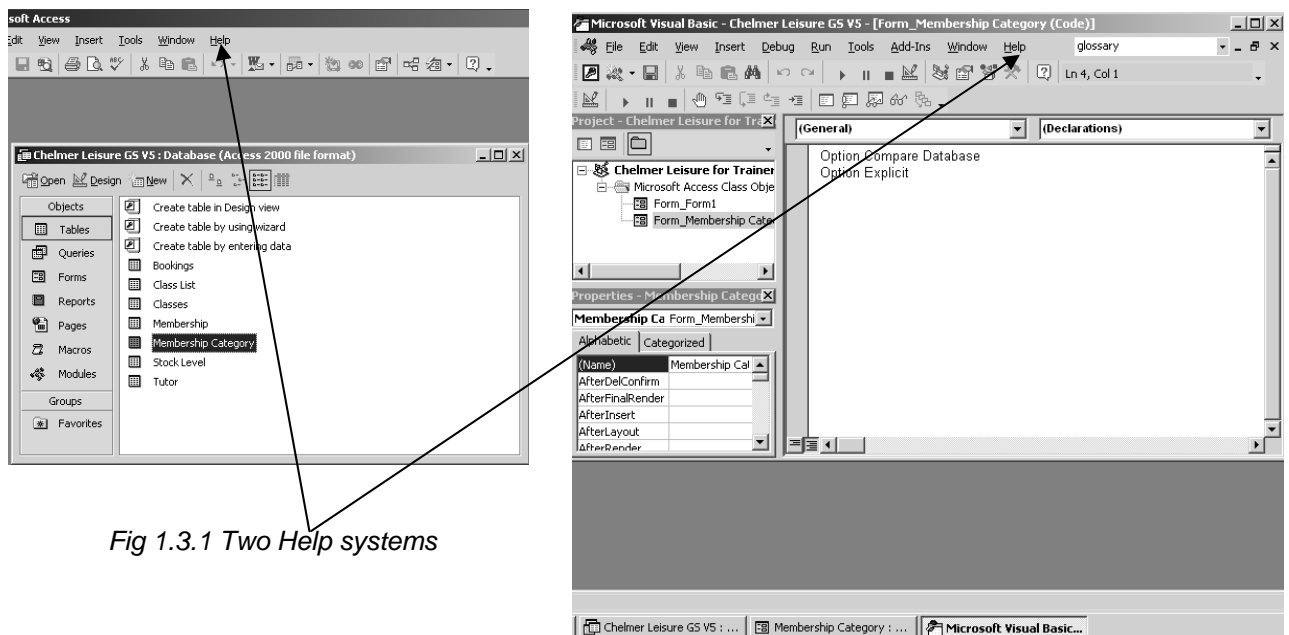 soft Access
Edit View Insert Tools Window Help
Chelmer Leisure GS V5 : Database (Access 2000 file format)
Open Design New
Objects
Tables
Queries
Forms
Reports
Pages
Macros
Modules
Groups
Favorites
Create table in Design view
Create table by using wizard
Create table by entering data
Bookings
Class List
Classes
Membership
Membership Category
Stock Level
Tutor
Fig 1.3.1 Two Help systems
Microsoft Visual Basic - Chelmer Leisure GS V5 - [Form_Membership Category (Code)]
File Edit View Insert Debug Run Tools Add-Ins Window Help glossary
Ln 4, Col 1
Project - Chelmer Leisure for Tra
Chelmer Leisure for Trainer
Microsoft Access Class Obje
Form_Form1
Form_Membership Cate
Properties - Membership Catego
Membership Ca Form_Membershi
Alphabetic Categorized
(Name) Membership Cat
AfterDelConfirm
AfterFinalRender
AfterInsert
AfterLayout
AfterRender
(General) (Declarations)
Option Compare Database
Option Explicit
Chelmer Leisure GS V5 : ... Membership Category : ... Microsoft Visual Basic...